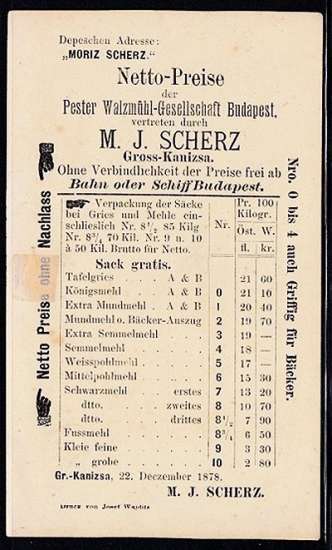 Depeschen Adresse:
„MORIZ SCHERZ."
Netto-Preise
der
Pester Walzmühl-Gesellschaft Budapest,
vertreten durch
M. J. SCHERZ
Gross-Kanizsa.
Ohne Verbindlichkeit der Preise frei ab
Bahn oder Schiff Budapest.
Verpackung der Säcke
bei Gries und Mehle ein-
schlieslich Nr. 8½ 85 Kilg
Nr. 8¾ 70 Kil. Nr. 9 u. 10
à 50 Kil. Brutto für Netto.
Sack gratis.
Nr. Pr. 100 Kilogr.
Öst. W.
fl. kr.
Tafelgries . . A & B 21 60
Königsmehl . A & B 0 21 10
Extra Mundmehl . A & B 1 20 40
Mundmehl o. Bäcker-Auszug 2 19 70
Extra Semmelmehl . . 3 19 —
Semmelmehl . . . 4 18 —
Weisspohlmehl . . . 5 17 —
Mittelpohlmehl . . . 6 15 30
Schwarzmehl . erstes 7 13 20
dtto. . zweites 8 10 70
dtto. . drittes 8½ 7 90
Fussmehl . . . 8¾ 6 50
Kleie feine . . . 9 3 30
„ grobe . . . 10 2 80
Gr.-Kanizsa, 22. Deczember 1878.
M. J. SCHERZ.
von Josef Wajdits
Netto Preise ohne Nachlass
Nro. 0 bis 4 auch Griffig für Bäcker.